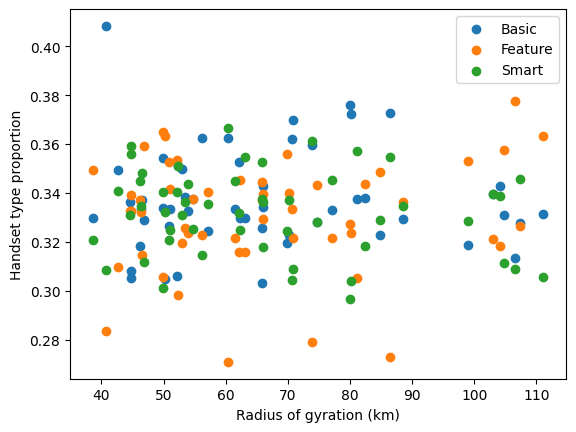 Basic
Feature
Smart
0.40
0.38
0.36
0.34
0.32
0.30
0.28
Handset type proportion
40 50 60 70 80 90 100 110
Radius of gyration (km)